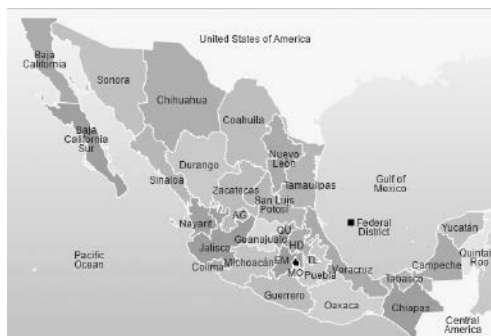 United States of America
Baja
California
Sonora
Chihuahua
Coahuila
Baja
California
Sur
Nuevo
León
Durango
Sinaloa
Tamaulipas
Gulf of
Mexico
Zacatecas
San Luis
Potosí
Nayarit
AG
Federal
District
Yucatán
QU
Guanajuato
HD
Jalisco
Quintana
Roo
Pacific
Ocean
Colima
Michoacán
EM
TL
Veracruz
Campeche
MO
Puebla
Tabasco
Guerrero
Oaxaca
Chiapas
Central
America